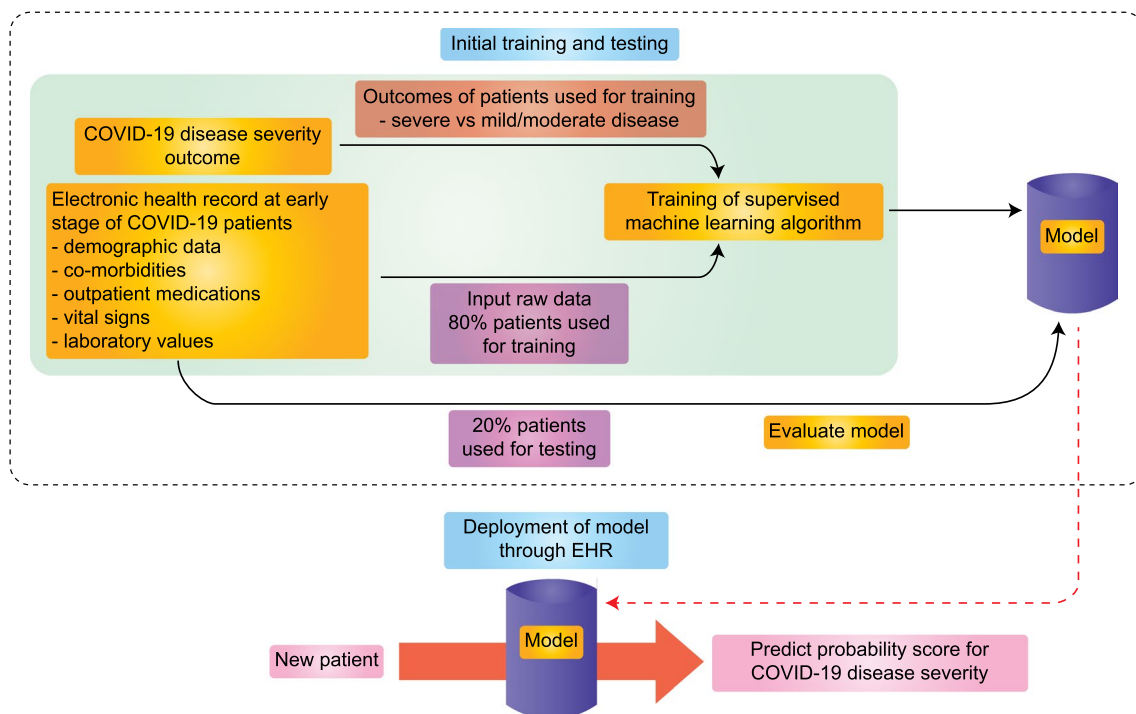 Initial training and testing
Outcomes of patients used for training
- severe vs mild/moderate disease
COVID-19 disease severity
outcome
Electronic health record at early
stage of COVID-19 patients
- demographic data
- co-morbidities
- outpatient medications
- vital signs
- laboratory values
Training of supervised
machine learning algorithm
Model
Input raw data
80% patients used
for training
20% patients
used for testing
Evaluate model
Deployment of model
through EHR
New patient
Model
Predict probability score for
COVID-19 disease severity